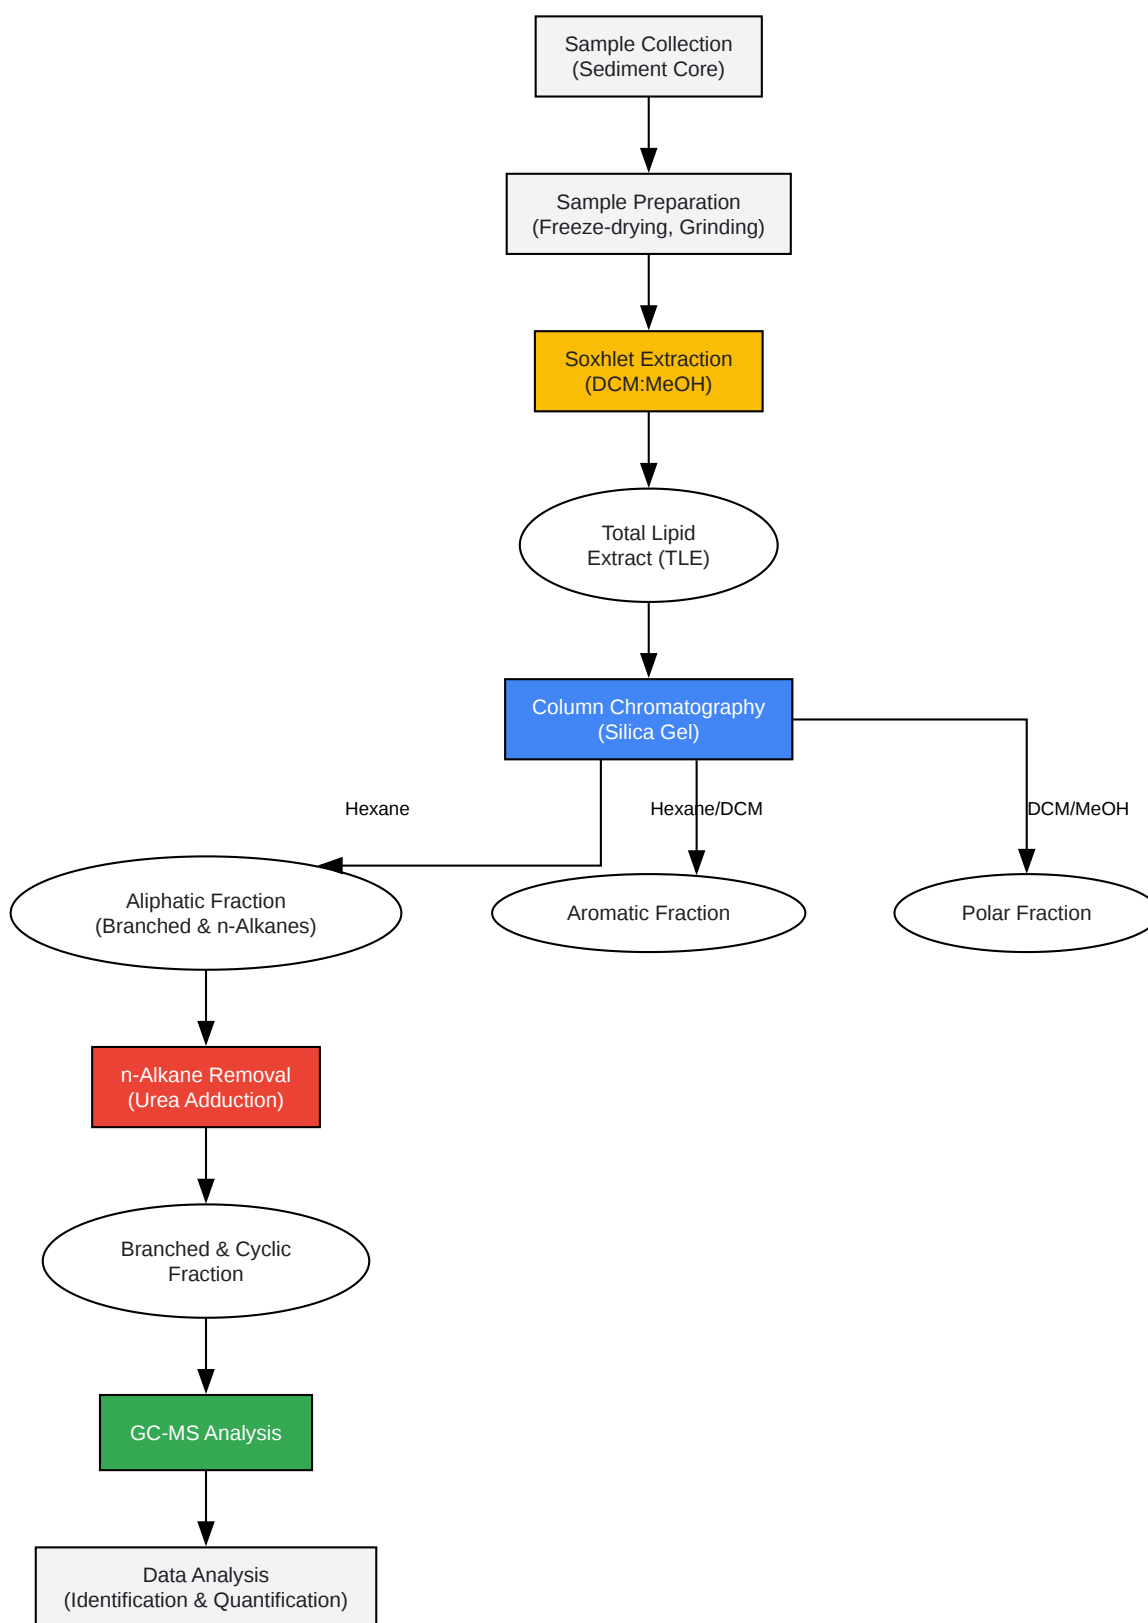 Sample Collection
(Sediment Core)
Sample Preparation
(Freeze-drying, Grinding)
Soxhlet Extraction
(DCM:MeOH)
Total Lipid
Extract (TLE)
Column Chromatography
(Silica Gel)
Hexane
Hexane/DCM
DCM/MeOH
Aliphatic Fraction
(Branched & n-Alkanes)
Aromatic Fraction
Polar Fraction
n-Alkane Removal
(Urea Adduction)
Branched & Cyclic
Fraction
GC-MS Analysis
Data Analysis
(Identification & Quantification)